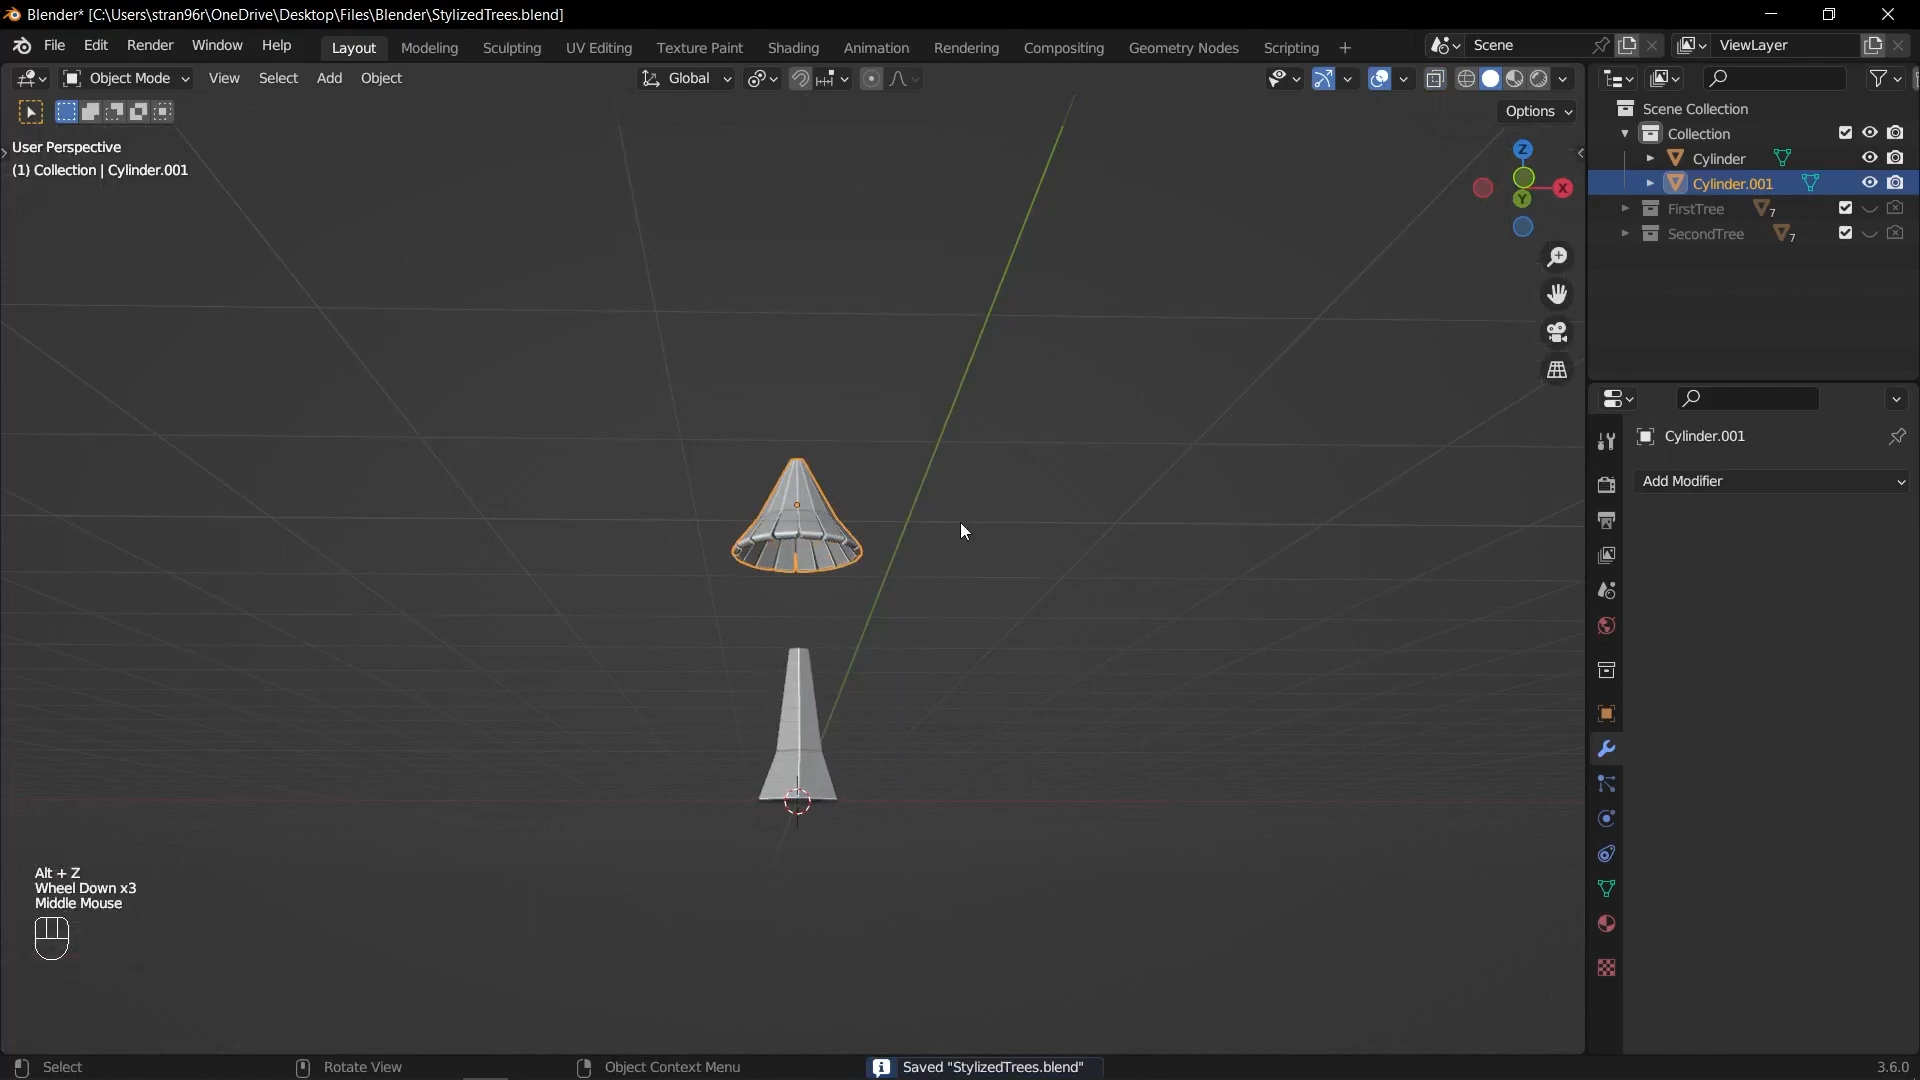 Blender* [C:\Users\stran96r\OneDrive\Desktop\Files\Blender\StylizedTrees.blend]
File Edit Render Window Help
Layout Modeling Sculpting UV Editing Texture Paint Shading Animation Rendering Compositing Geometry Nodes Scripting +
Scene
ViewLayer
Object Mode View Select Add Object
Global
Options
User Perspective
(1) Collection | Cylinder.001
Z
X
Y
Scene Collection
Collection
Cylinder
Cylinder.001
FirstTree 7
SecondTree 7
Cylinder.001
Add Modifier
Alt + Z
Wheel Down x3
Middle Mouse
Select
Rotate View
Object Context Menu
Saved "StylizedTrees.blend"
3.6.0